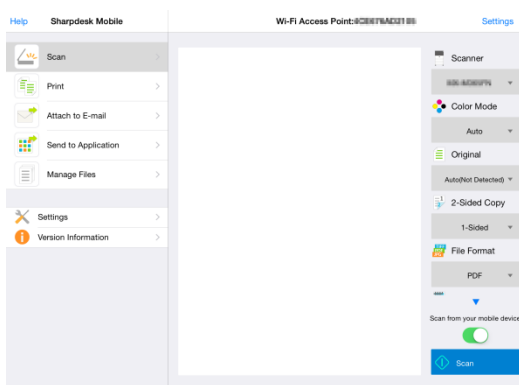 Help
Sharpdesk Mobile
Wi-Fi Access Point:
Settings
Scan
Print
Attach to E-mail
Send to Application
Manage Files
Settings
Version Information
Scanner
Color Mode
Auto
Original
Auto(Not Detected)
2-Sided Copy
1-Sided
File Format
PDF
Scan from your mobile device
Scan